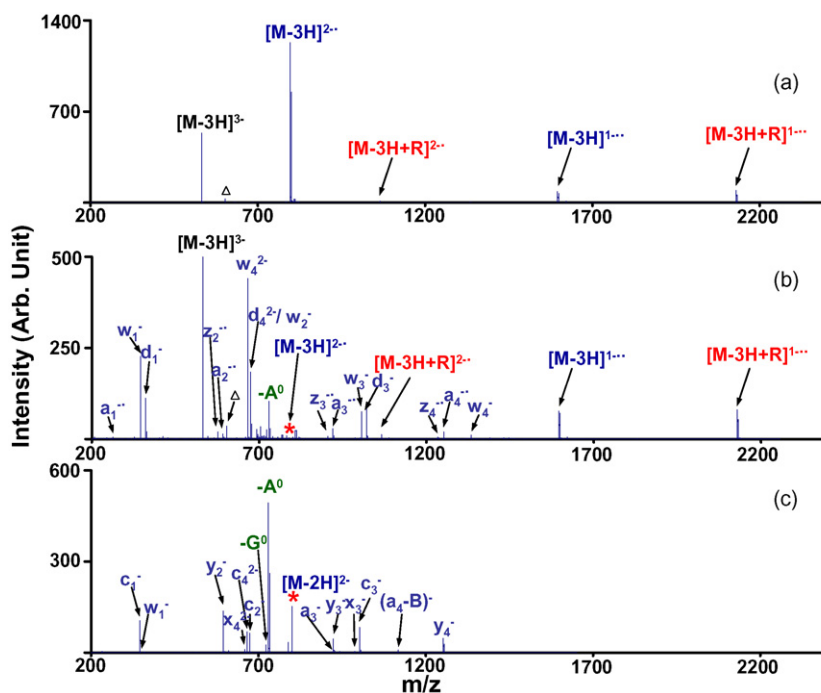 1400
[M-3H]²⁻•
(a)
700
[M-3H]³⁻
[M-3H+R]²⁻•
[M-3H]¹⁻••
[M-3H+R]¹⁻••
Δ
200 700 1200 1700 2200
500
[M-3H]³⁻
(b)
w₄²⁻
d₄²⁻/ w₂⁻
w₁⁻
z₂⁻•
[M-3H]²⁻•
[M-3H]¹⁻••
[M-3H+R]¹⁻••
250
d₁⁻
a₂⁻•
[M-3H+R]²⁻•
-A⁰
Δ
w₃⁻ d₃⁻
a₁⁻•
*
z₃⁻• a₃⁻•
z₄⁻• a₄⁻• w₄⁻
200 700 1200 1700 2200
600
-A⁰
(c)
-G⁰
300
y₂⁻ c₄²⁻
[M-2H]²⁻
c₁⁻
w₁⁻
x₄²⁻
c₂⁻
*
a₃⁻ y₃⁻ x₃⁻ c₃⁻ (a₄-B)⁻
y₄⁻
200 700 1200 1700 2200
m/z
Intensity (Arb. Unit)